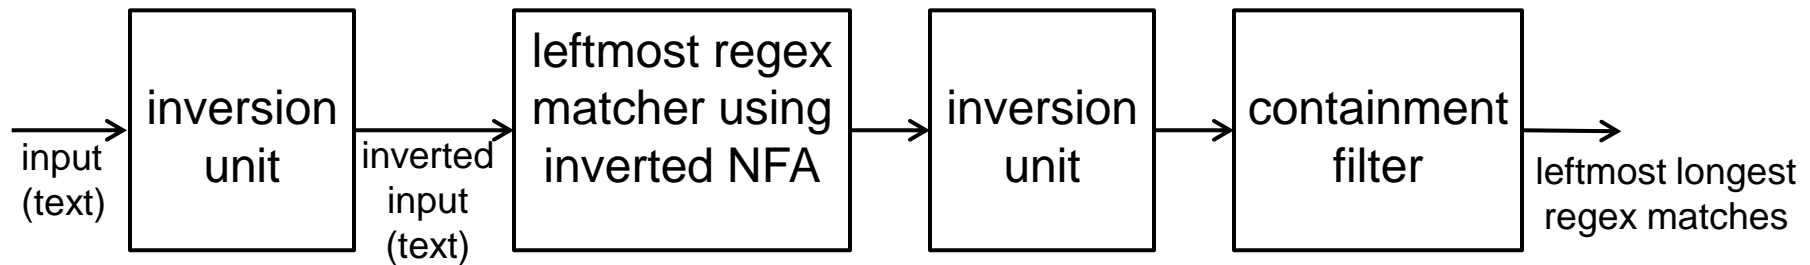 input
(text)
inversion
unit
inverted
input
(text)
leftmost regex
matcher using
inverted NFA
inversion
unit
containment
filter
leftmost longest
regex matches